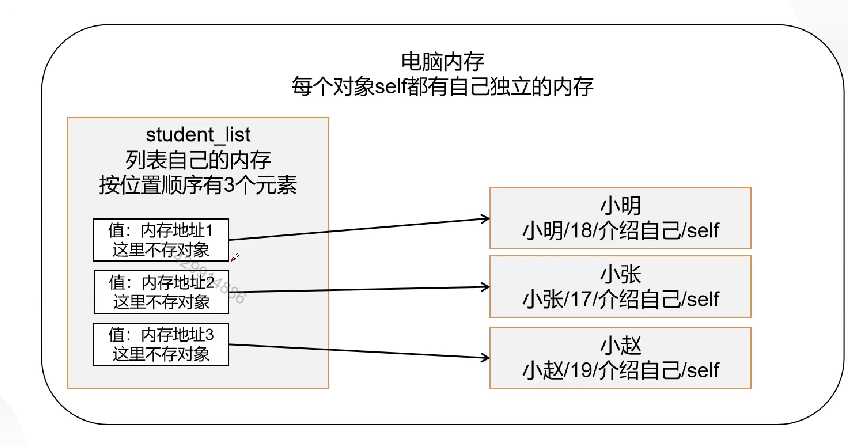 电脑内存
每个对象self都有自己独立的内存
student_list
列表自己的内存
按位置顺序有3个元素
值：内存地址1
这里不存对象
值：内存地址2
这里不存对象
值：内存地址3
这里不存对象
小明
小明/18/介绍自己/self
小张
小张/17/介绍自己/self
小赵
小赵/19/介绍自己/self